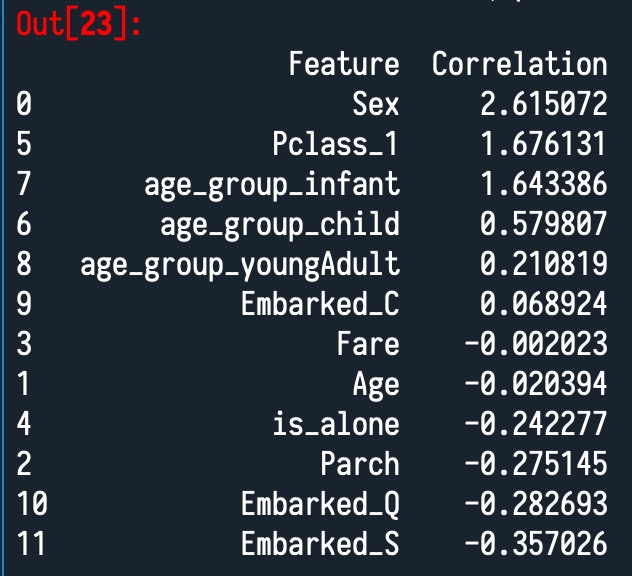 Out[23]:
Feature Correlation
0 Sex 2.615072
5 Pclass_1 1.676131
7 age_group_infant 1.643386
6 age_group_child 0.579807
8 age_group_youngAdult 0.210819
9 Embarked_C 0.068924
3 Fare -0.002023
1 Age -0.020394
4 is_alone -0.242277
2 Parch -0.275145
10 Embarked_Q -0.282693
11 Embarked_S -0.357026